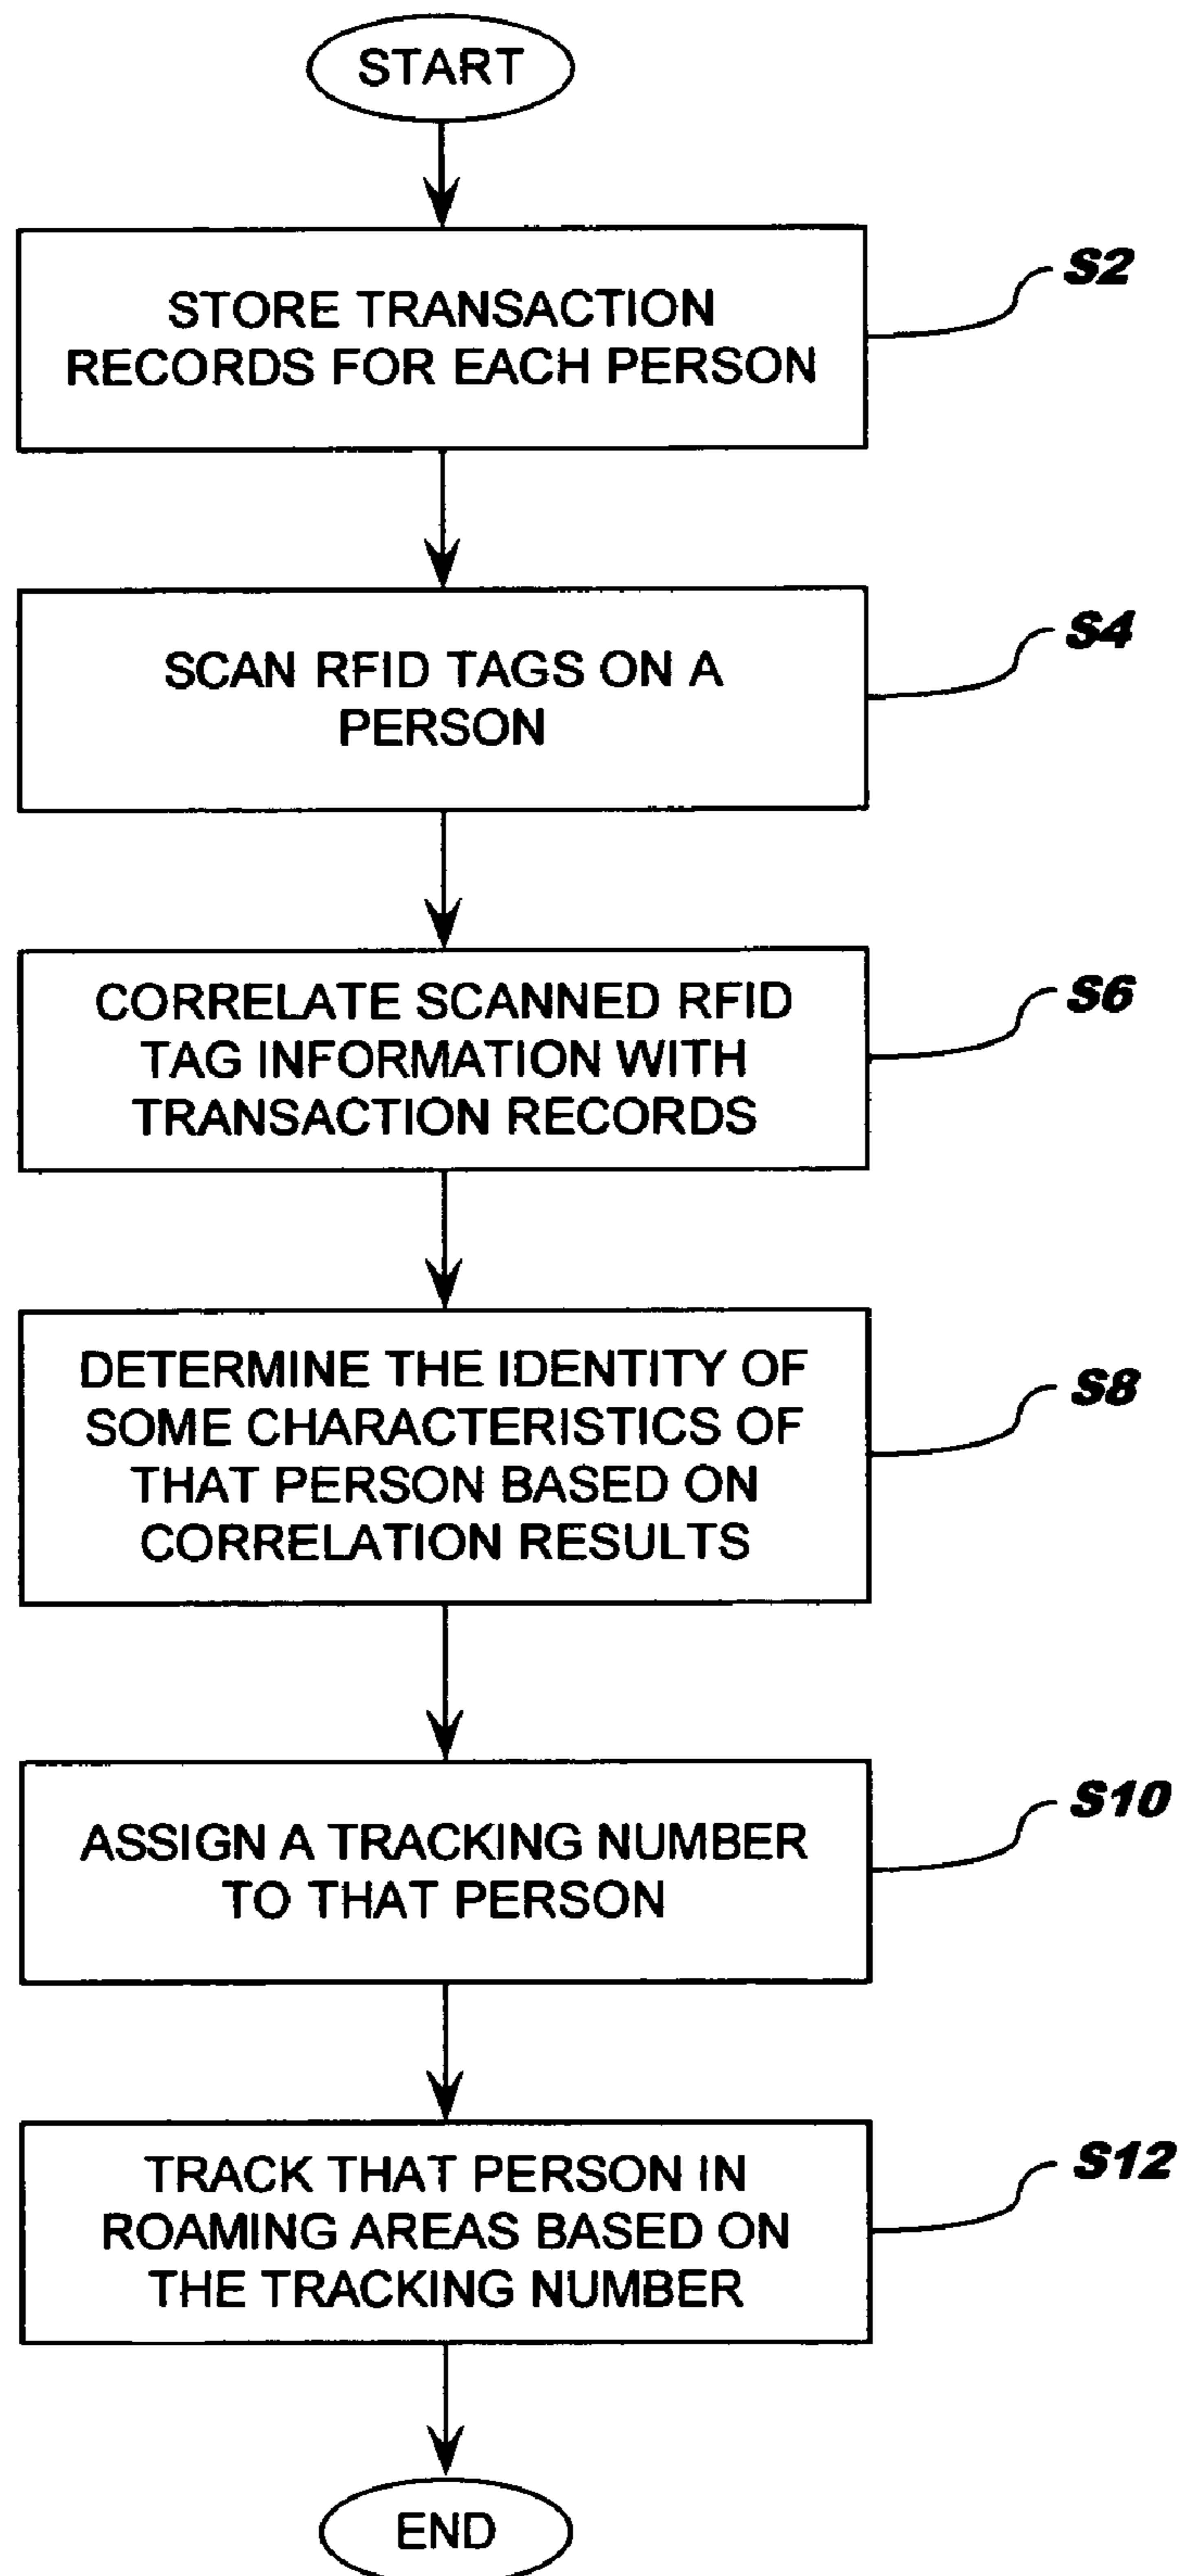 START
STORE TRANSACTION
RECORDS FOR EACH PERSON
S2
SCAN RFID TAGS ON A
PERSON
S4
CORRELATE SCANNED RFID
TAG INFORMATION WITH
TRANSACTION RECORDS
S6
DETERMINE THE IDENTITY OF
SOME CHARACTERISTICS OF
THAT PERSON BASED ON
CORRELATION RESULTS
S8
ASSIGN A TRACKING NUMBER
TO THAT PERSON
S10
TRACK THAT PERSON IN
ROAMING AREAS BASED ON
THE TRACKING NUMBER
S12
END